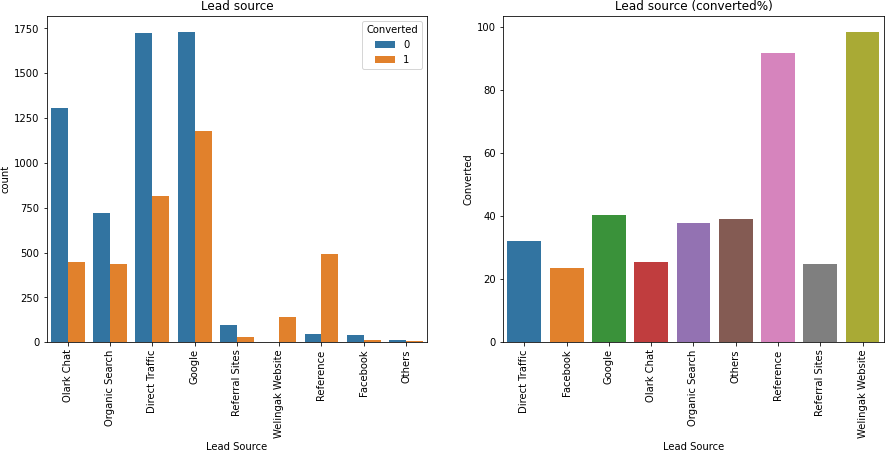 Lead source
Converted
0
1
1750
1500
1250
1000
750
500
250
0
count
Olark Chat
Organic Search
Direct Traffic
Google
Referral Sites
Welingak Website
Reference
Facebook
Others
Lead Source
Lead source (converted%)
100
80
60
40
20
0
Converted
Direct Traffic
Facebook
Google
Olark Chat
Organic Search
Others
Reference
Referral Sites
Welingak Website
Lead Source